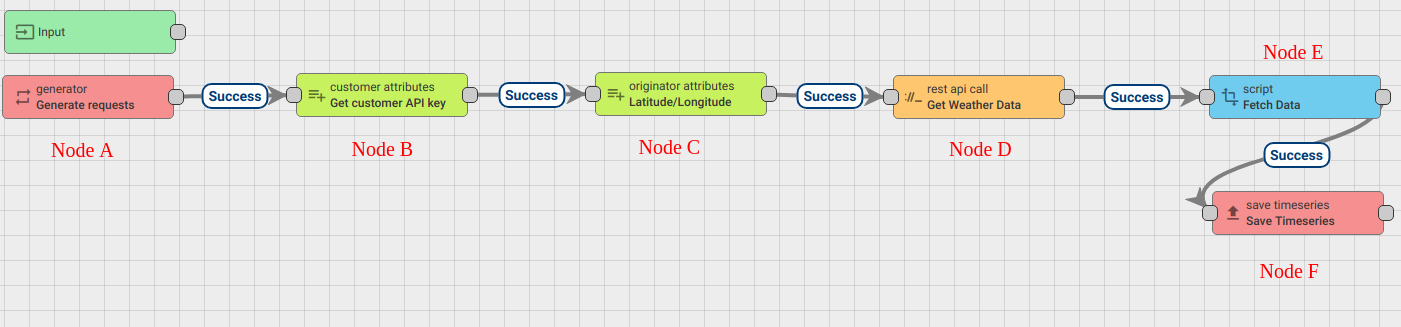 Input
Node E
generator
Generate requests
Success
customer attributes
Get customer API key
Success
originator attributes
Latitude/Longitude
Success
rest api call
Get Weather Data
Success
script
Fetch Data
Node A
Node B
Node C
Node D
Success
save timeseries
Save Timeseries
Node F